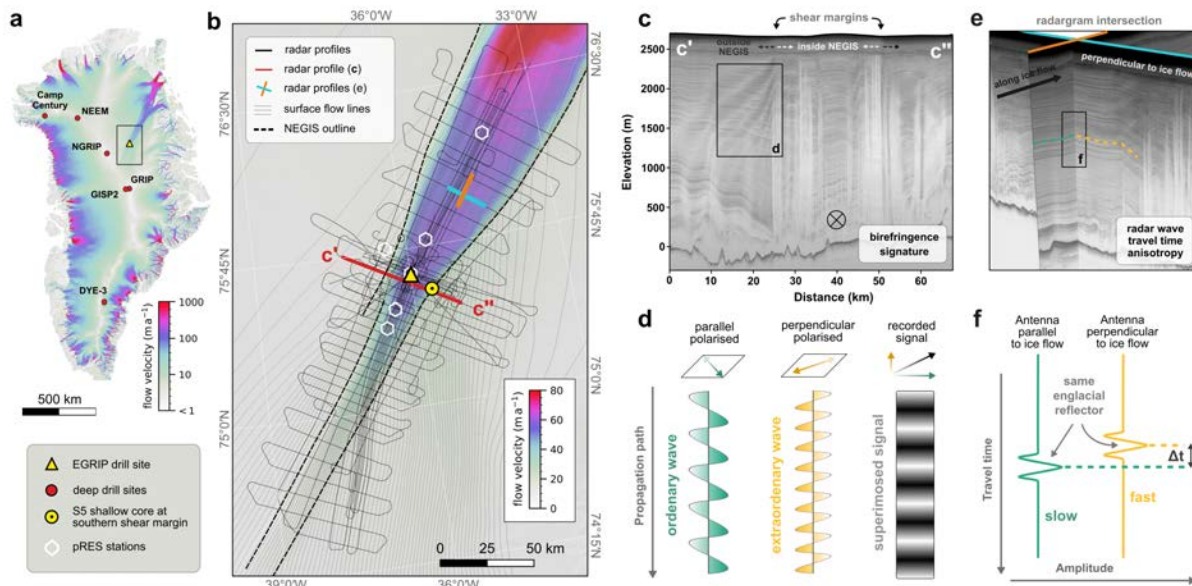 a
Camp
Century
NEEM
NGRIP
GRIP
GISP2
DYE-3
1000
100
10
< 1
flow velocity (m a⁻¹)
500 km
EGRIP drill site
deep drill sites
S5 shallow core at
southern shear margin
pRES stations
b
36°0'W
33°0'W
radar profiles
radar profile (c)
radar profiles (e)
surface flow lines
NEGIS outline
76°30'N
76°30'N
75°45'N
75°45'N
75°0'N
75°0'N
74°15'N
39°0'W
36°0'W
c'
c"
80
60
40
20
0
flow velocity (m a⁻¹)
0 25 50 km
c
shear margins
c'
outside
NEGIS
inside NEGIS
c"
2500
2000
1500
1000
500
0
Elevation (m)
d
birefringence
signature
0 10 20 30 40 50 60
Distance (km)
e
radargram intersection
along ice flow
perpendicular to ice flow
f
radar wave
travel time
anisotropy
d
parallel
polarised
perpendicular
polarised
recorded
signal
Propagation path
ordenary wave
extraordenary wave
superimosed signal
f
Antenna
parallel
to ice flow
Antenna
perpendicular
to ice flow
same
englacial
reflector
Travel time
Δt
slow
fast
Amplitude